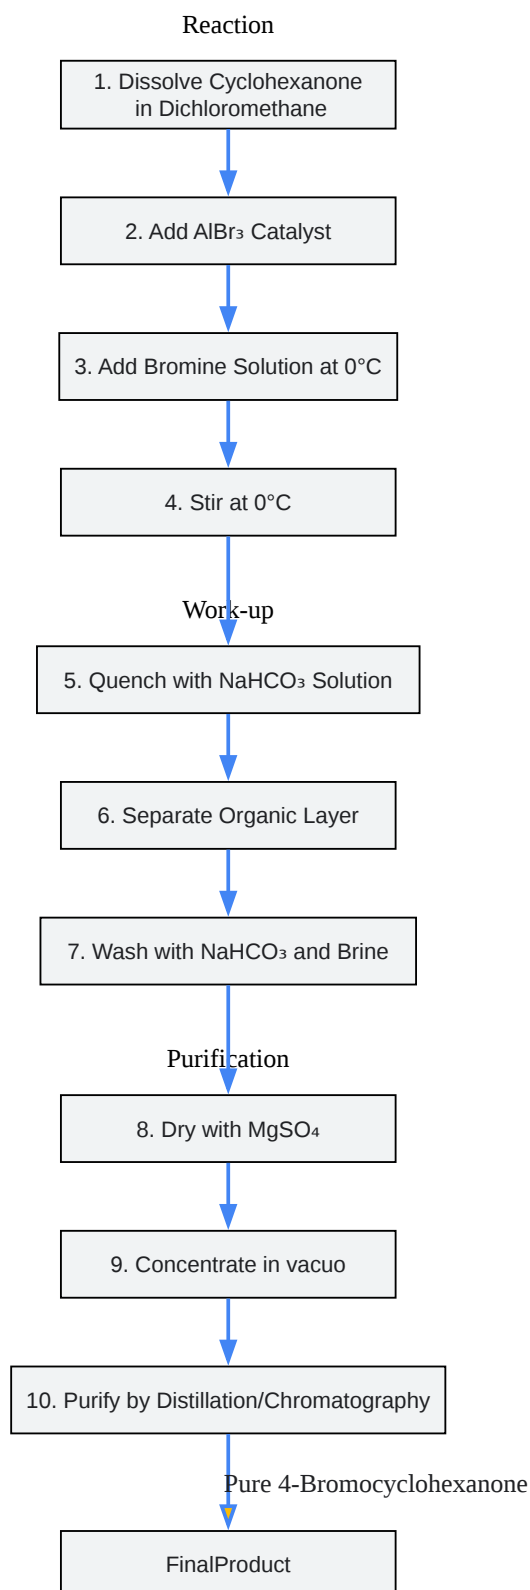 Reaction
1. Dissolve Cyclohexanone
in Dichloromethane
2. Add AlBr₃ Catalyst
3. Add Bromine Solution at 0°C
4. Stir at 0°C
Work-up
5. Quench with NaHCO₃ Solution
6. Separate Organic Layer
7. Wash with NaHCO₃ and Brine
Purification
8. Dry with MgSO₄
9. Concentrate in vacuo
10. Purify by Distillation/Chromatography
Pure 4-Bromocyclohexanone
FinalProduct